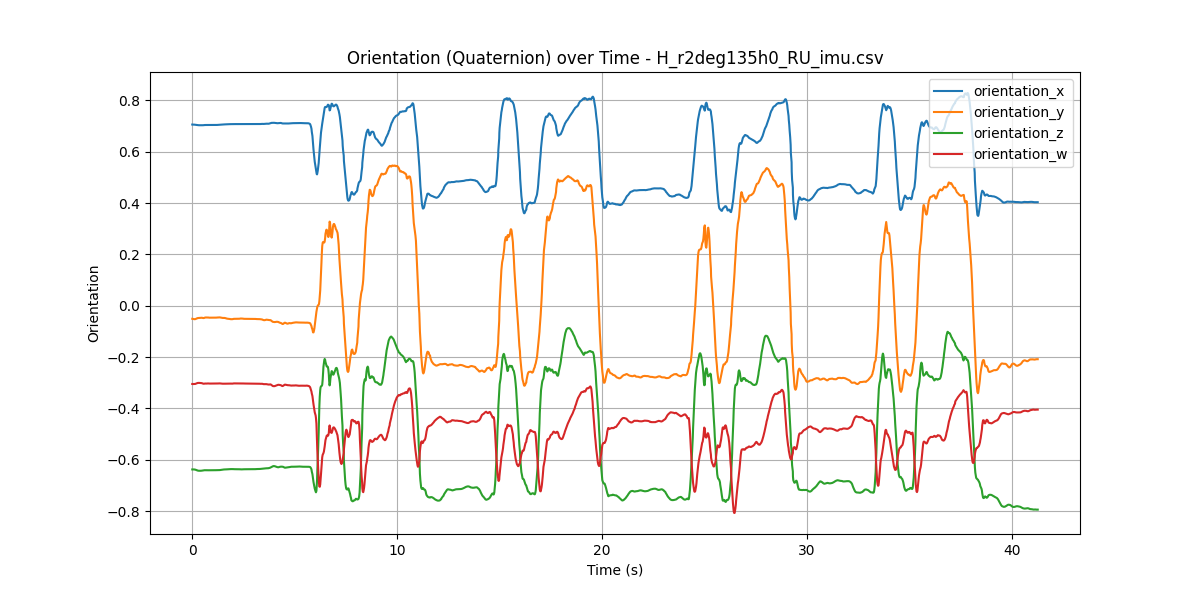 Orientation (Quaternion) over Time - H_r2deg135h0_RU_imu.csv
orientation_x
orientation_y
orientation_z
orientation_w
0.8
0.6
0.4
0.2
0.0
−0.2
−0.4
−0.6
−0.8
Orientation
0 10 20 30 40
Time (s)